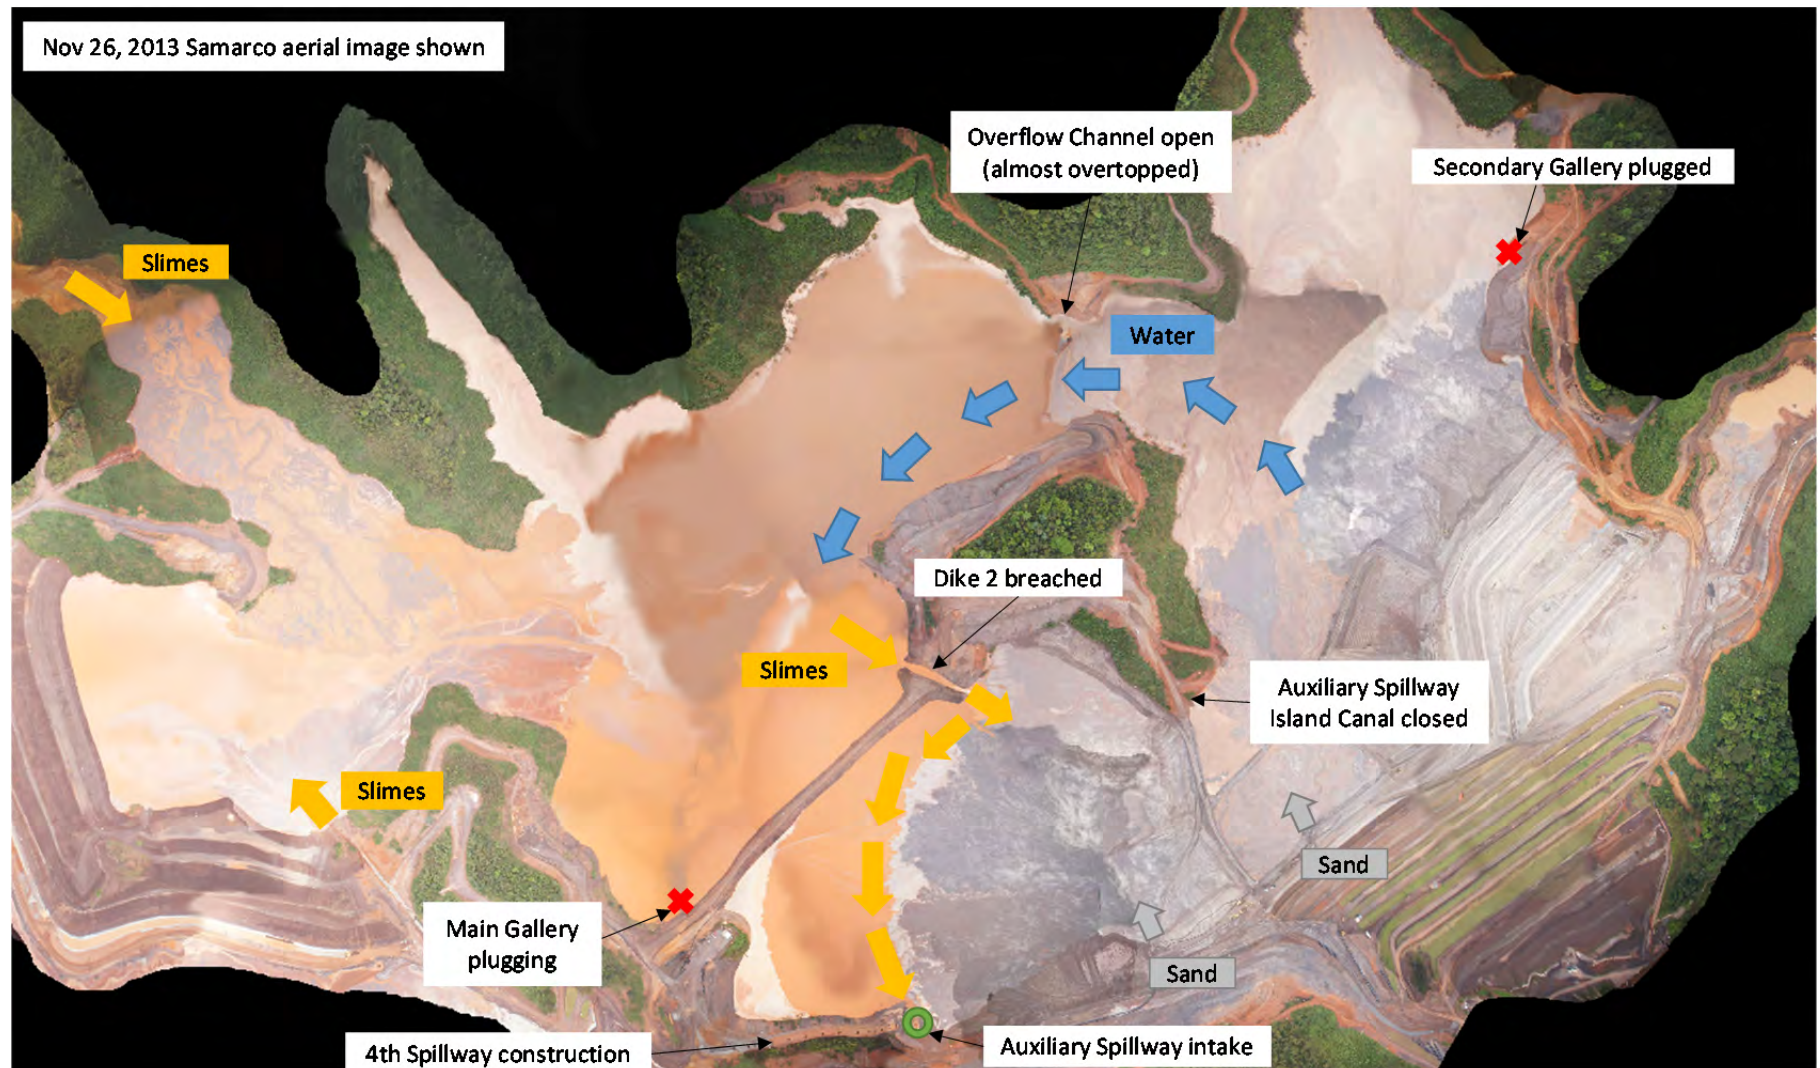 Nov 26, 2013 Samarco aerial image shown
Overflow Channel open
(almost overtopped)
Secondary Gallery plugged
Slimes
Water
Dike 2 breached
Slimes
Auxiliary Spillway
Island Canal closed
Slimes
Sand
Main Gallery
plugging
Sand
4th Spillway construction
Auxiliary Spillway intake